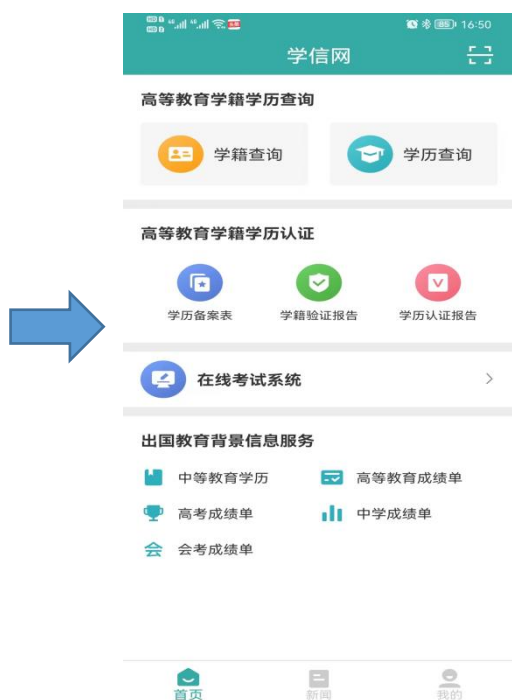 16:50
学信网
高等教育学籍学历查询
学籍查询
学历查询
高等教育学籍学历认证
学历备案表
学籍验证报告
学历认证报告
在线考试系统
出国教育背景信息服务
中等教育学历
高等教育成绩单
高考成绩单
中学成绩单
会 会考成绩单
首页
新闻
我的